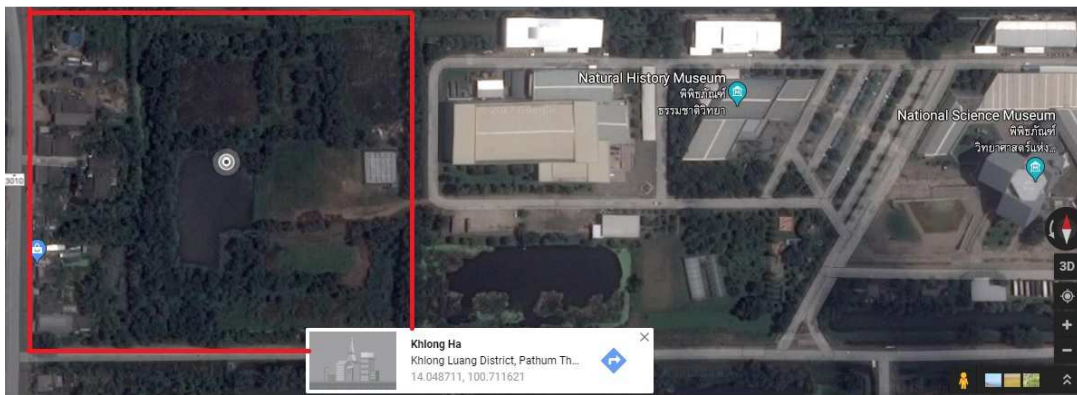 Natural History Museum
พิพิธภัณฑ์
ธรรมชาติวิทยา
National Science Museum
พิพิธภัณฑ์
วิทยาศาสตร์แห่ง...
3010
3D
Khlong Ha
Khlong Luang District, Pathum Th...
14.048711, 100.711621